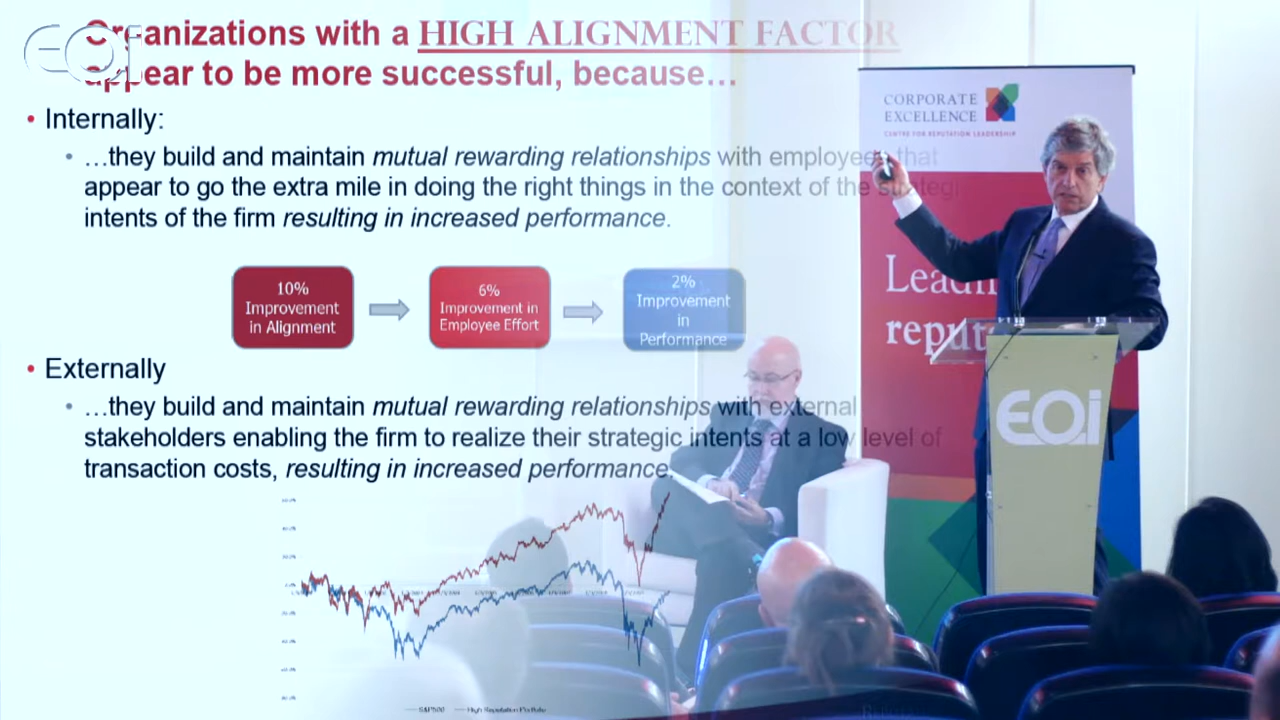 EOi
Organizations with a HIGH ALIGNMENT FACTOR
appear to be more successful, because…
• Internally:
• …they build and maintain mutual rewarding relationships with employees that
appear to go the extra mile in doing the right things in the context of the strategic
intents of the firm resulting in increased performance.
10%
Improvement
in Alignment
6%
Improvement in
Employee Effort
2%
Improvement
in
Performance
• Externally
• …they build and maintain mutual rewarding relationships with external
stakeholders enabling the firm to realize their strategic intents at a low level of
transaction costs, resulting in increased performance.
S&P500
High Reputation Portfolio
CORPORATE
EXCELLENCE
CENTRE FOR REPUTATION LEADERSHIP
EOi